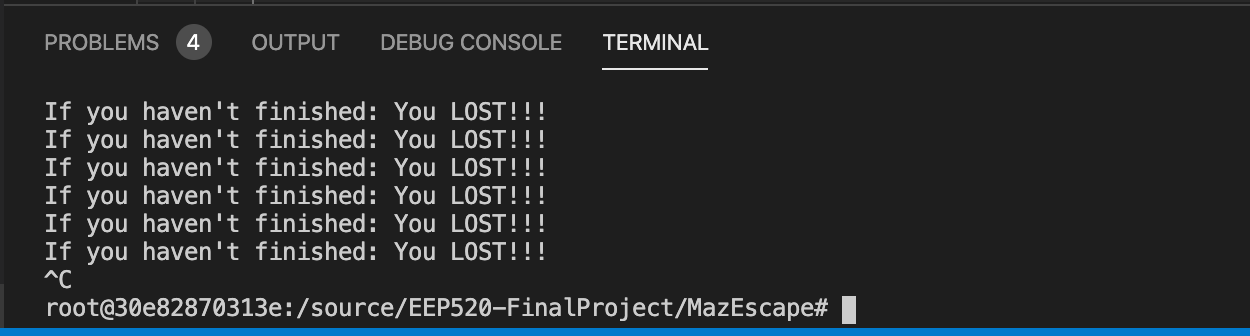 PROBLEMS 4 OUTPUT DEBUG CONSOLE TERMINAL
If you haven't finished: You LOST!!!
If you haven't finished: You LOST!!!
If you haven't finished: You LOST!!!
If you haven't finished: You LOST!!!
If you haven't finished: You LOST!!!
If you haven't finished: You LOST!!!
^C
root@30e82870313e:/source/EEP520-FinalProject/MazEscape#